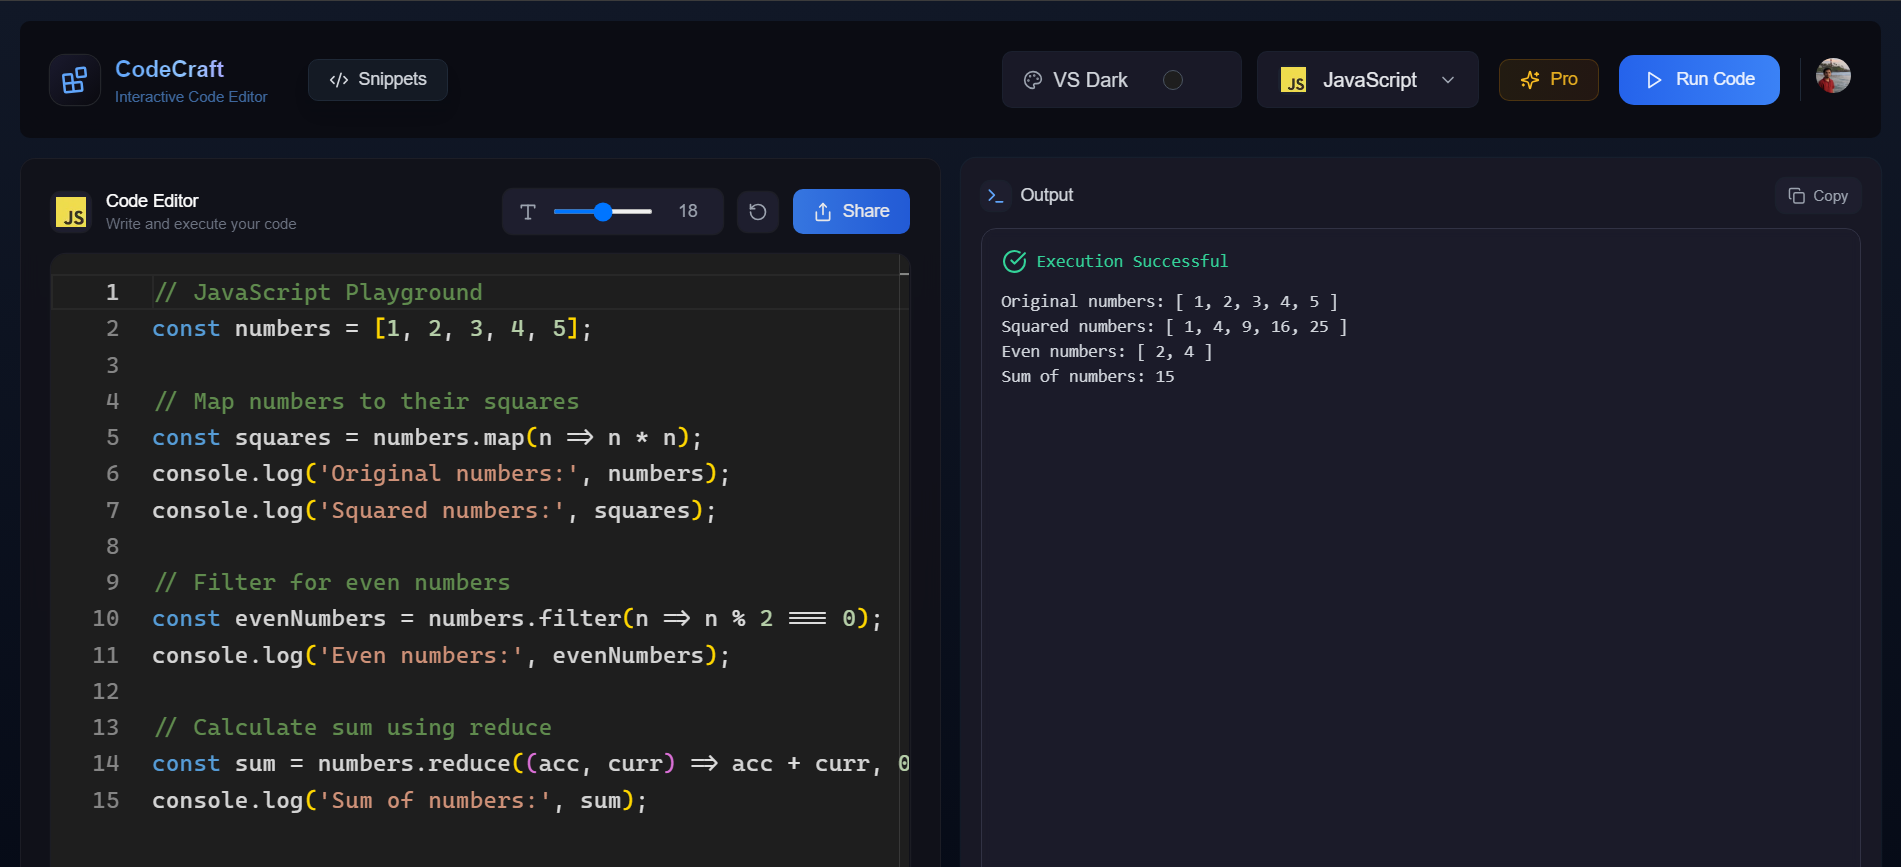 CodeCraft
Interactive Code Editor
</> Snippets
VS Dark
JS JavaScript
Pro
Run Code
JS
Code Editor
Write and execute your code
T
18
Share
>_ Output
Copy
1 // JavaScript Playground
2 const numbers = [1, 2, 3, 4, 5];
3
4 // Map numbers to their squares
5 const squares = numbers.map(n => n * n);
6 console.log('Original numbers:', numbers);
7 console.log('Squared numbers:', squares);
8
9 // Filter for even numbers
10 const evenNumbers = numbers.filter(n => n % 2 === 0);
11 console.log('Even numbers:', evenNumbers);
12
13 // Calculate sum using reduce
14 const sum = numbers.reduce((acc, curr) => acc + curr, 0
15 console.log('Sum of numbers:', sum);
Execution Successful
Original numbers: [ 1, 2, 3, 4, 5 ]
Squared numbers: [ 1, 4, 9, 16, 25 ]
Even numbers: [ 2, 4 ]
Sum of numbers: 15